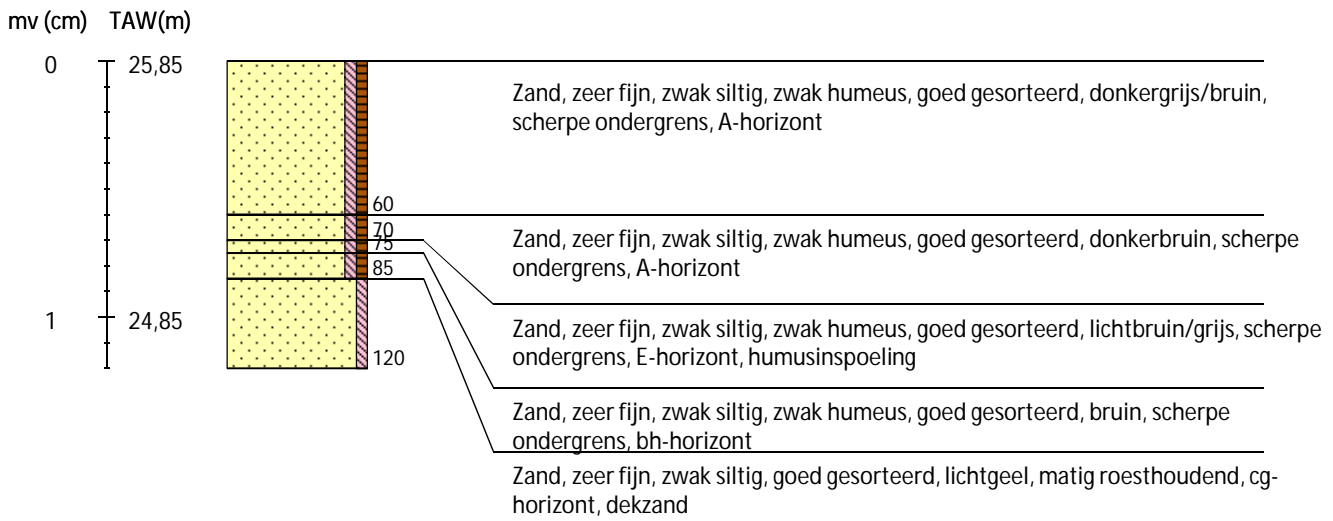 mv (cm) TAW(m)
0 25,85
Zand, zeer fijn, zwak siltig, zwak humeus, goed gesorteerd, donkergrijs/bruin,
scherpe ondergrens, A-horizont
60
70
75
85
Zand, zeer fijn, zwak siltig, zwak humeus, goed gesorteerd, donkerbruin, scherpe
ondergrens, A-horizont
1 24,85
120
Zand, zeer fijn, zwak siltig, zwak humeus, goed gesorteerd, lichtbruin/grijs, scherpe
ondergrens, E-horizont, humusinspoeling
Zand, zeer fijn, zwak siltig, zwak humeus, goed gesorteerd, bruin, scherpe
ondergrens, bh-horizont
Zand, zeer fijn, zwak siltig, goed gesorteerd, lichtgeel, matig roesthoudend, cg-
horizont, dekzand